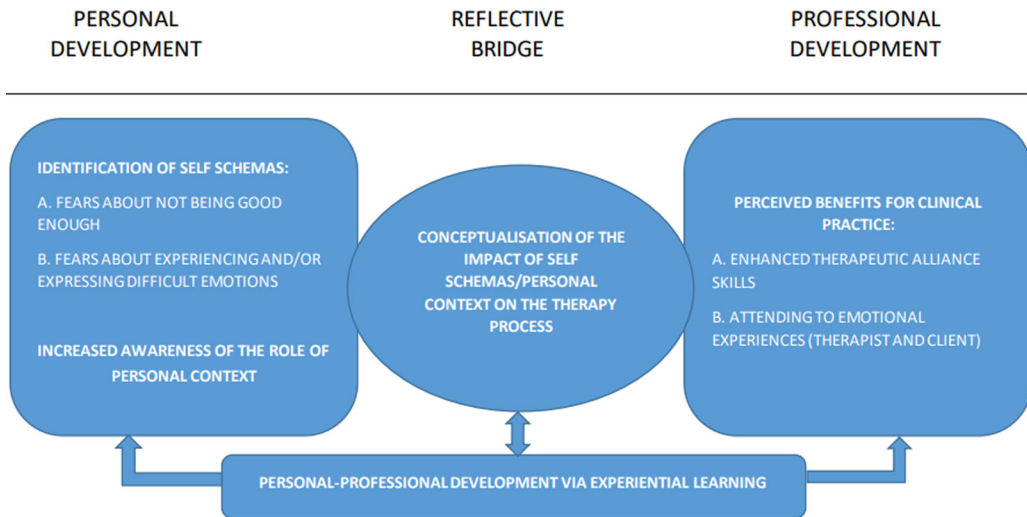 PERSONAL
DEVELOPMENT
REFLECTIVE
BRIDGE
PROFESSIONAL
DEVELOPMENT
IDENTIFICATION OF SELF SCHEMAS:
A. FEARS ABOUT NOT BEING GOOD
ENOUGH
B. FEARS ABOUT EXPERIENCING AND/OR
EXPRESSING DIFFICULT EMOTIONS
INCREASED AWARENESS OF THE ROLE OF
PERSONAL CONTEXT
CONCEPTUALISATION OF THE
IMPACT OF SELF
SCHEMAS/PERSONAL
CONTEXT ON THE THERAPY
PROCESS
PERCEIVED BENEFITS FOR CLINICAL
PRACTICE:
A. ENHANCED THERAPEUTIC ALLIANCE
SKILLS
B. ATTENDING TO EMOTIONAL
EXPERIENCES (THERAPIST AND CLIENT)
PERSONAL-PROFESSIONAL DEVELOPMENT VIA EXPERIENTIAL LEARNING